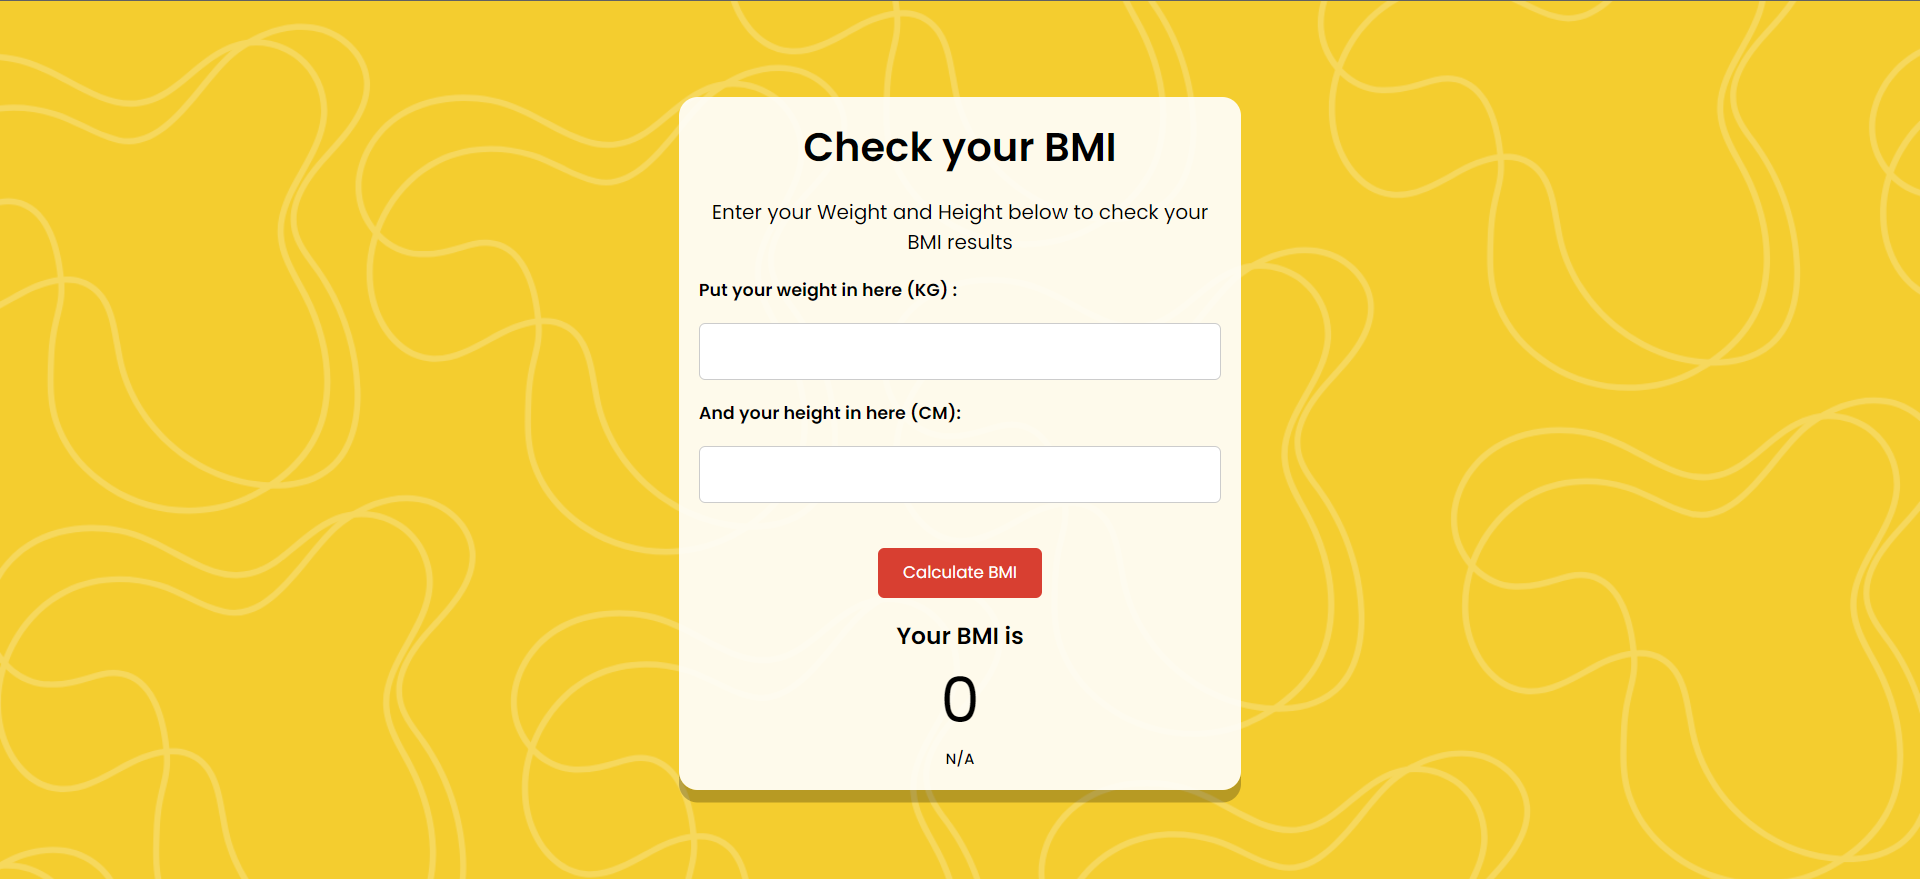 Check your BMI
Enter your Weight and Height below to check your
BMI results
Put your weight in here (KG) :
And your height in here (CM):
Calculate BMI
Your BMI is
0
N/A